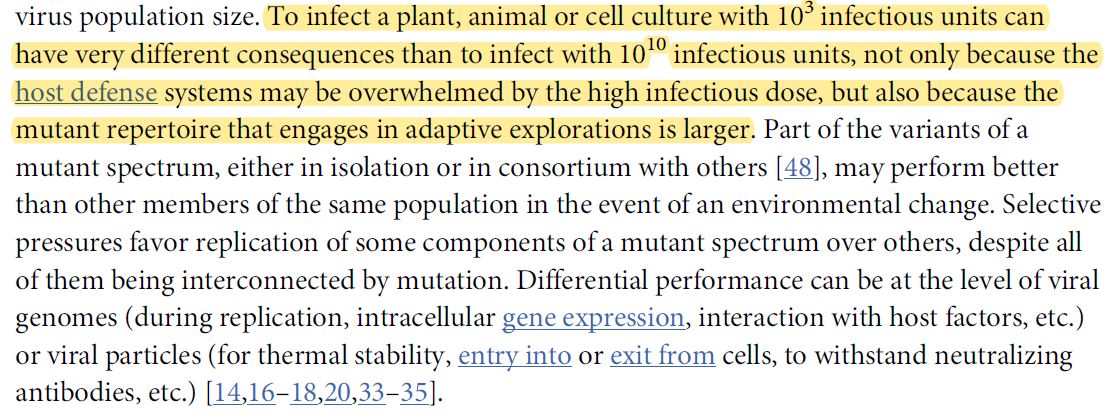 virus population size. To infect a plant, animal or cell culture with 10³ infectious units can
have very different consequences than to infect with 10¹⁰ infectious units, not only because the
host defense systems may be overwhelmed by the high infectious dose, but also because the
mutant repertoire that engages in adaptive explorations is larger. Part of the variants of a
mutant spectrum, either in isolation or in consortium with others [48], may perform better
than other members of the same population in the event of an environmental change. Selective
pressures favor replication of some components of a mutant spectrum over others, despite all
of them being interconnected by mutation. Differential performance can be at the level of viral
genomes (during replication, intracellular gene expression, interaction with host factors, etc.)
or viral particles (for thermal stability, entry into or exit from cells, to withstand neutralizing
antibodies, etc.) [14,16–18,20,33–35].